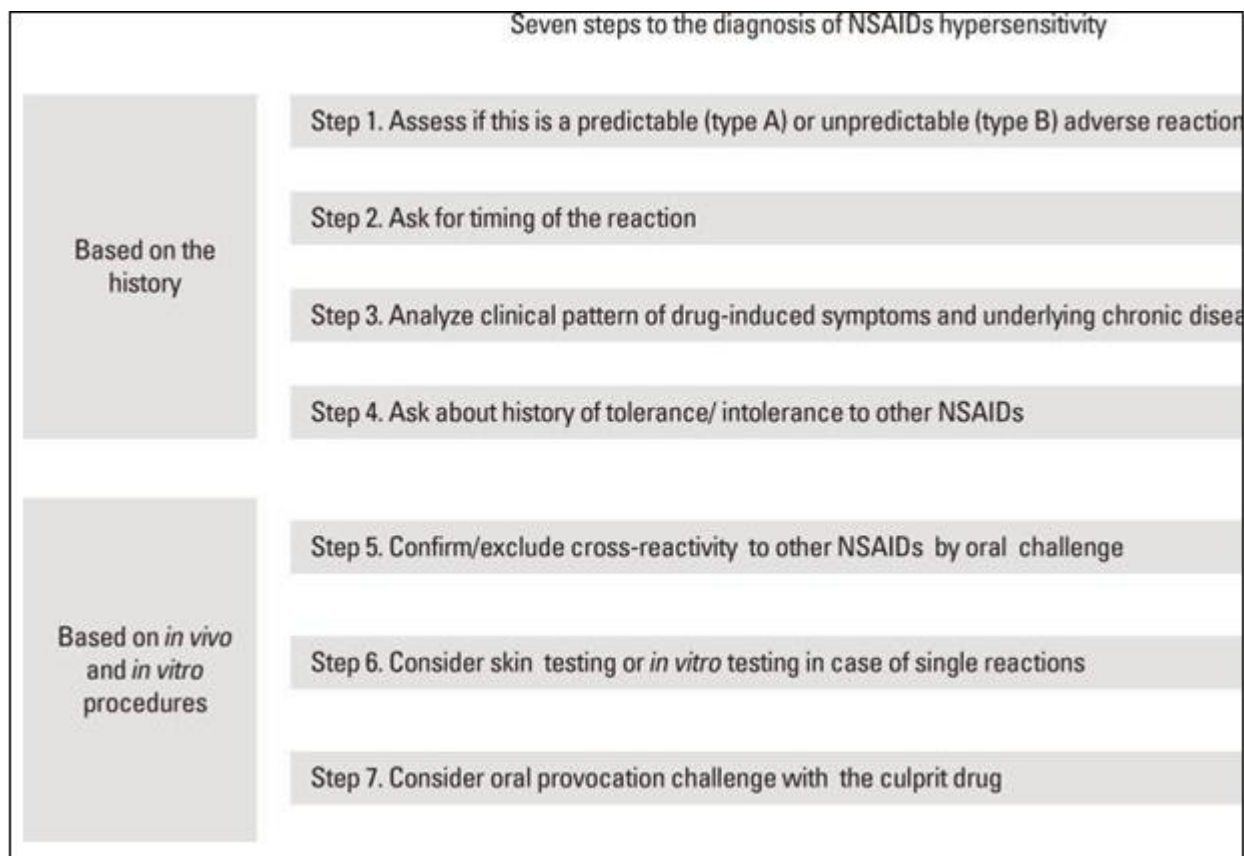 Seven steps to the diagnosis of NSAIDs hypersensitivity
Based on the
history
Step 1. Assess if this is a predictable (type A) or unpredictable (type B) adverse reaction
Step 2. Ask for timing of the reaction
Step 3. Analyze clinical pattern of drug-induced symptoms and underlying chronic
Step 4. Ask about history of tolerance/ intolerance to other NSAIDs
Based on in vivo
and in vitro
procedures
Step 5. Confirm/exclude cross-reactivity to other NSAIDs by oral challenge
Step 6. Consider skin testing or in vitro testing in case of single reactions
Step 7. Consider oral provocation challenge with the culprit drug